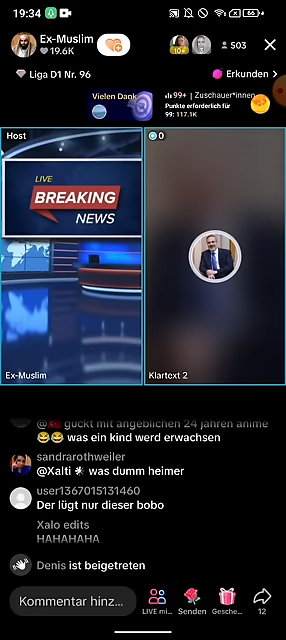 19:34
66
Ex-Muslim
19.6K
10
503
Liga D1 Nr. 96
Erkunden >
Vielen Dank
99+ | Zuschauer*innen
Punkte erforderlich für
99: 117.1K
Host
0
LIVE
BREAKING
NEWS
Ex-Muslim
Klartext 2
guckt mit angeblichen 24 jahren anime
😂😂 was ein kind werd erwachsen
sandrarothweiler
@Xalti was dumm heimer
user1367015131460
Der lügt nur dieser bobo
Xalo edits
HAHAHAHA
Denis ist beigetreten
Kommentar hinz...
LIVE mi...
Senden
Gesche...
12